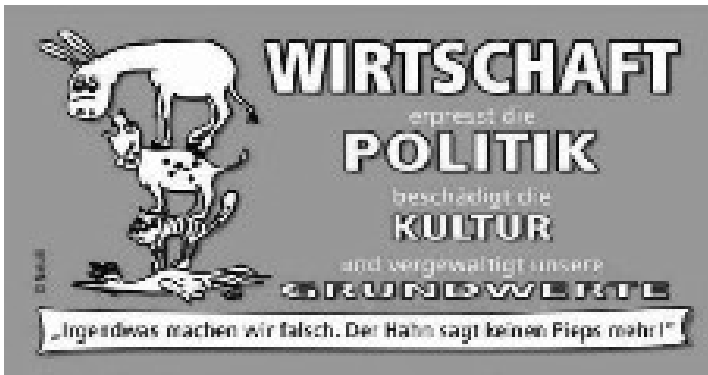 WIRTSCHAFT
erpresst die
POLITIK
beschädigt die
KULTUR
und vergewaltigt unsere
GRUNDWERTE
„Irgendwas machen wir falsch. Der Hahn sagt keinen Pieps mehr!“